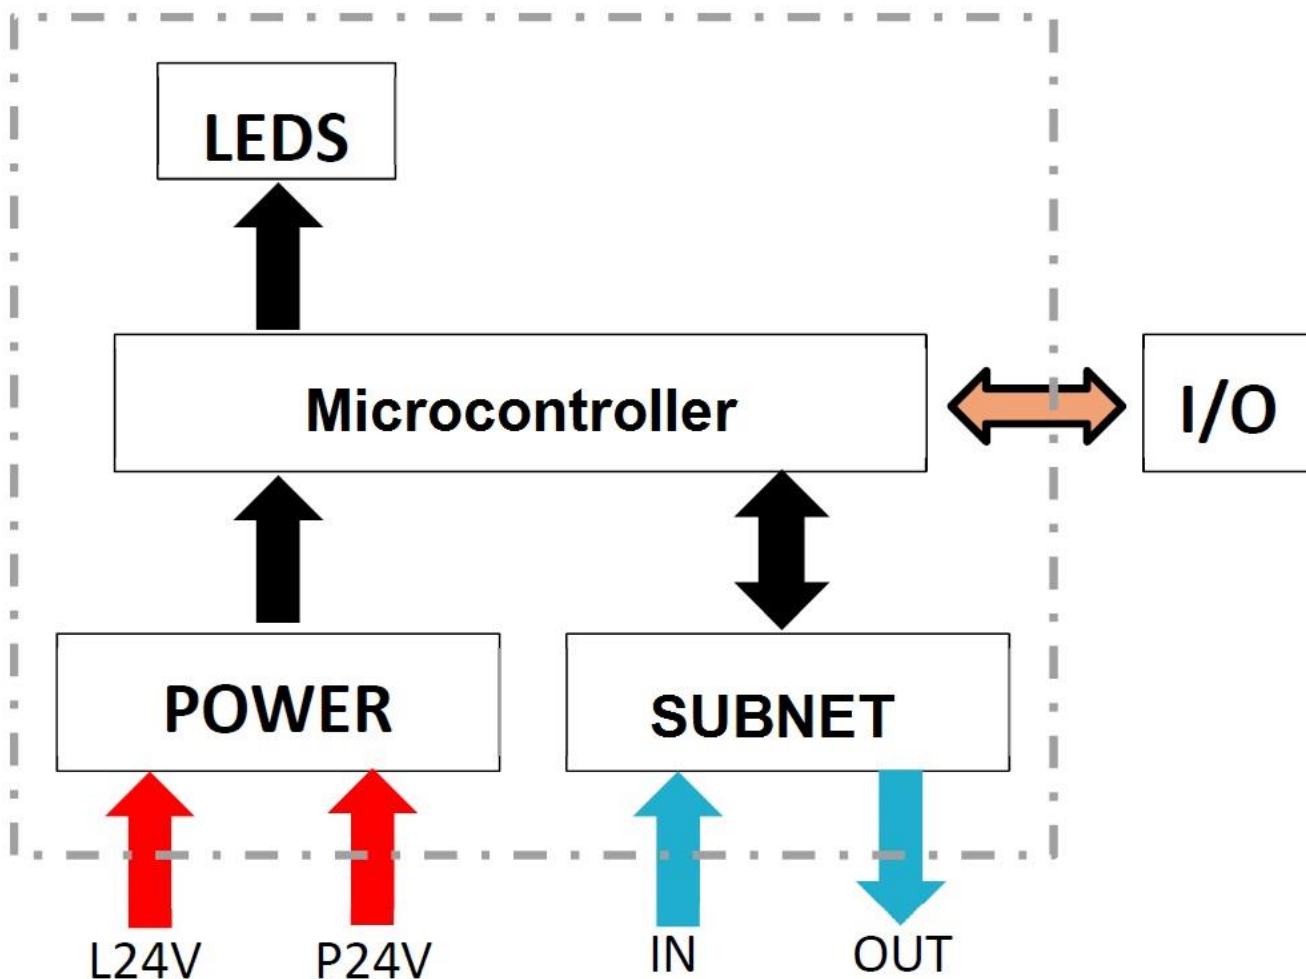 LEDS
Microcontroller
I/O
POWER
SUBNET
L24V
P24V
IN
OUT